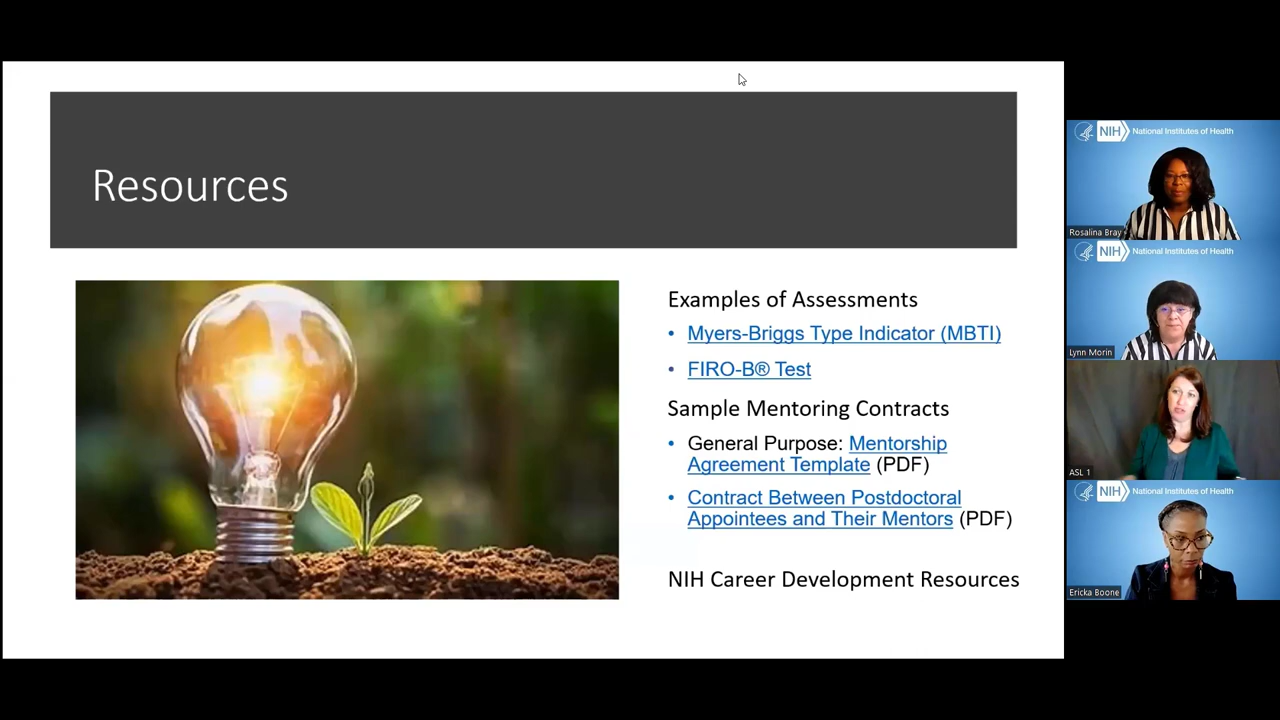 Resources
Examples of Assessments
• Myers-Briggs Type Indicator (MBTI)
• FIRO-B® Test
Sample Mentoring Contracts
• General Purpose: Mentorship
Agreement Template (PDF)
• Contract Between Postdoctoral
Appointees and Their Mentors (PDF)
NIH Career Development Resources
NIH National Institutes of Health
Rosalina Bray
NIH National Institutes of Health
Lynn Morin
ASL 1
NIH National Institutes of Health
Ericka Boone